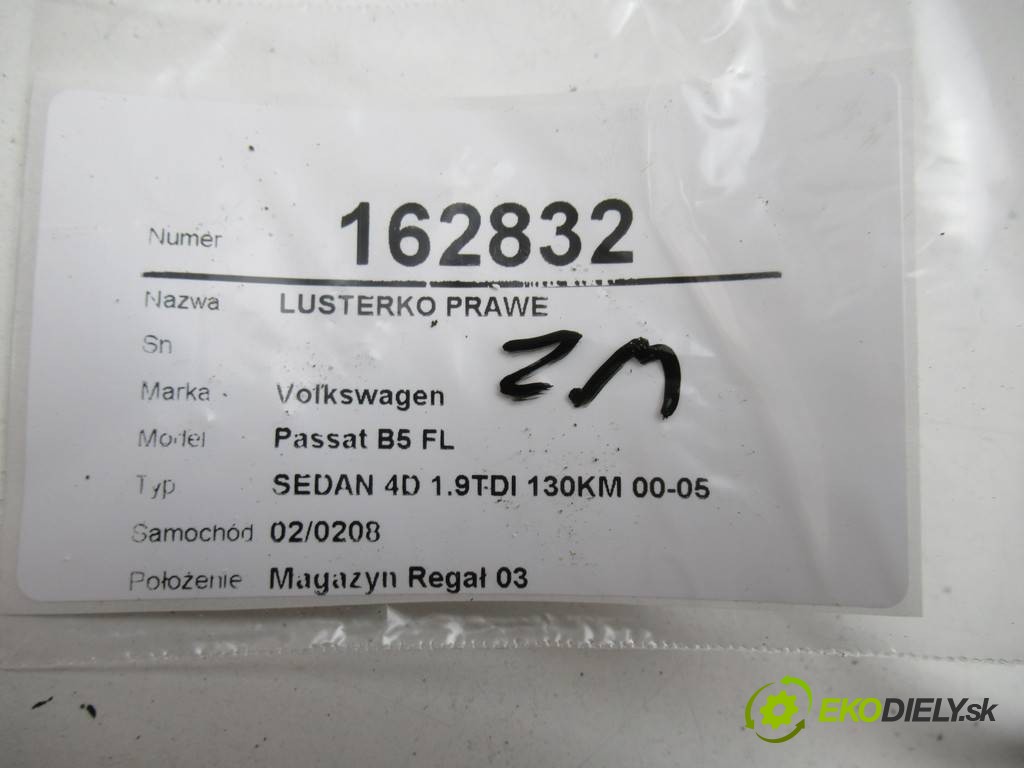 Numer 162832
Nazwa LUSTERKO PRAWE
Sn
ZM
Marka Volkswagen
Model Passat B5 FL
Typ SEDAN 4D 1.9TDI 130KM 00-05
Samochód 02/0208
Położenie Magazyn Regał 03
EKODIELY.sk